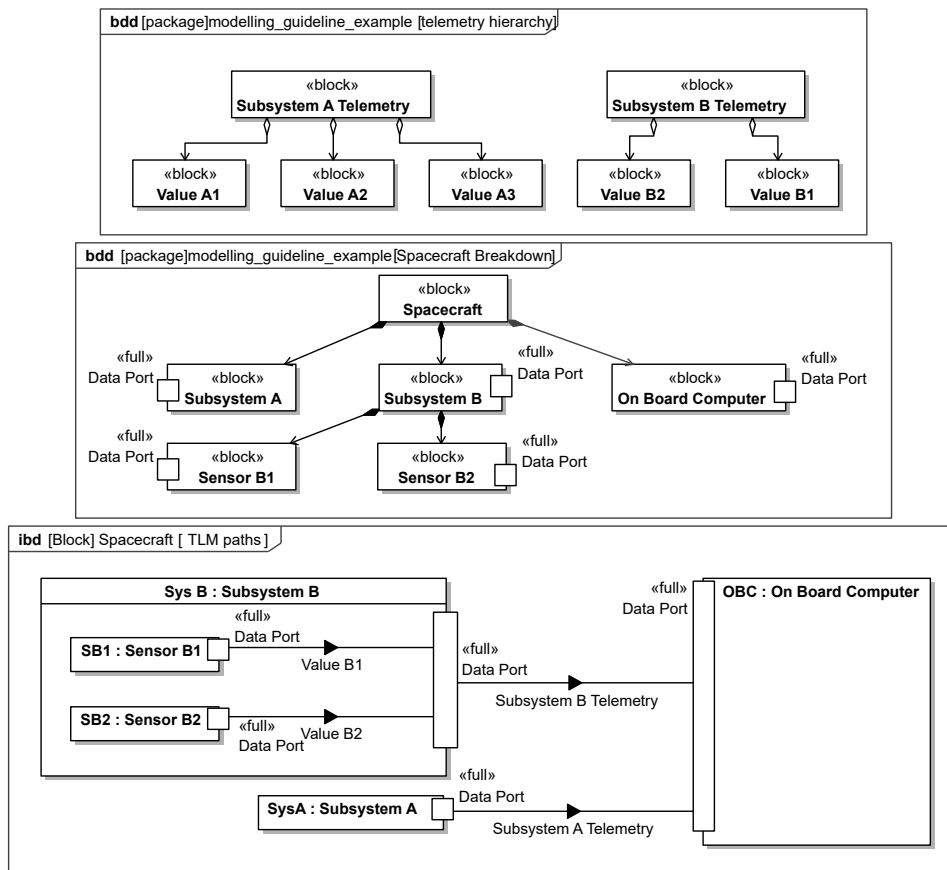 bdd [package]modelling_guideline_example [telemetry hierarchy]
«block»
Subsystem A Telemetry
«block»
Subsystem B Telemetry
«block»
Value A1
«block»
Value A2
«block»
Value A3
«block»
Value B2
«block»
Value B1
bdd [package]modelling_guideline_example[Spacecraft Breakdown]
«block»
Spacecraft
«full»
Data Port
«block»
Subsystem A
«block»
Subsystem B
«full»
Data Port
«block»
On Board Computer
«full»
Data Port
«full»
Data Port
«block»
Sensor B1
«block»
Sensor B2
«full»
Data Port
ibd [Block] Spacecraft [ TLM paths ]
Sys B : Subsystem B
«full»
Data Port
OBC : On Board Computer
«full»
Data Port
SB1 : Sensor B1
Value B1
«full»
Data Port
Subsystem B Telemetry
SB2 : Sensor B2
«full»
Data Port
Value B2
«full»
Data Port
SysA : Subsystem A
Subsystem A Telemetry